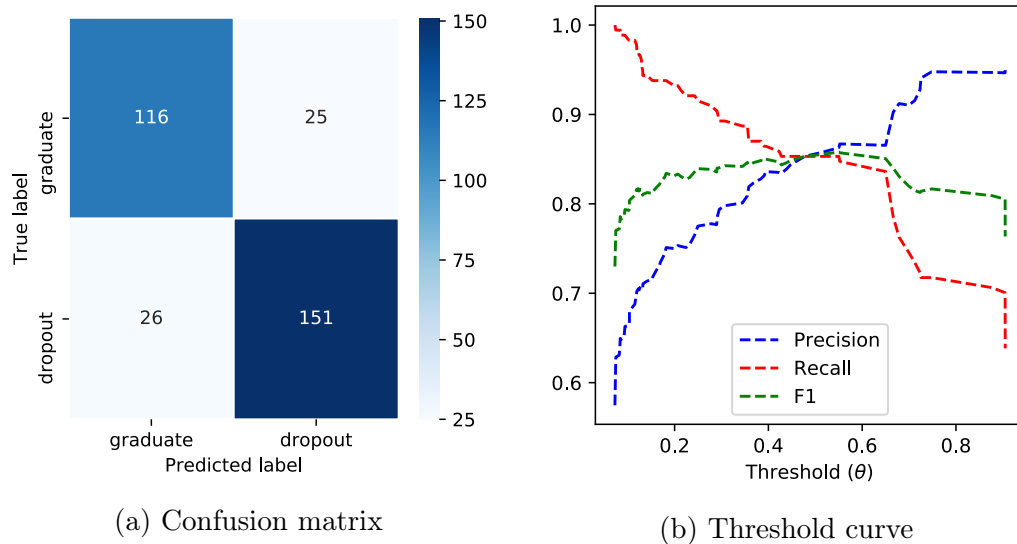 116
25
26
151
graduate
dropout
True label
graduate
dropout
Predicted label
150
125
100
75
50
25
(a) Confusion matrix
1.0
0.9
0.8
0.7
0.6
0.2
0.4
0.6
0.8
Threshold (θ)
Precision
Recall
F1
(b) Threshold curve